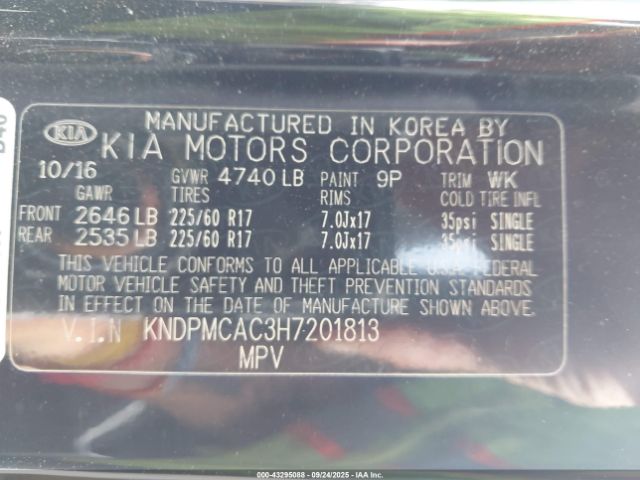 MANUFACTURED IN KOREA BY
KIA KIA MOTORS CORPORATION
10/16 GVWR 4740 LB PAINT 9P TRIM WK
GAWR TIRES RIMS COLD TIRE INFL
FRONT 2646 LB 225/60 R17 7.0Jx17 35psi SINGLE
REAR 2535 LB 225/60 R17 7.0Jx17 35psi SINGLE
THIS VEHICLE CONFORMS TO ALL APPLICABLE U.S.A. FEDERAL
MOTOR VEHICLE SAFETY AND THEFT PREVENTION STANDARDS
IN EFFECT ON THE DATE OF MANUFACTURE SHOWN ABOVE.
V.I.N KNDPMCAC3H7201813
MPV
000-43295088 - 09/24/2025 - IAA Inc.